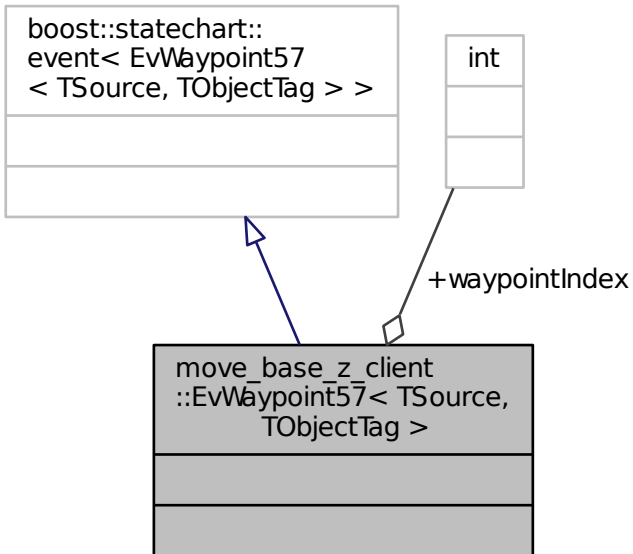 boost::statechart::
event< EvWaypoint57
< TSource, TObjectTag > >
int
+waypointIndex
move_base_z_client
::EvWaypoint57< TSource,
TObjectTag >